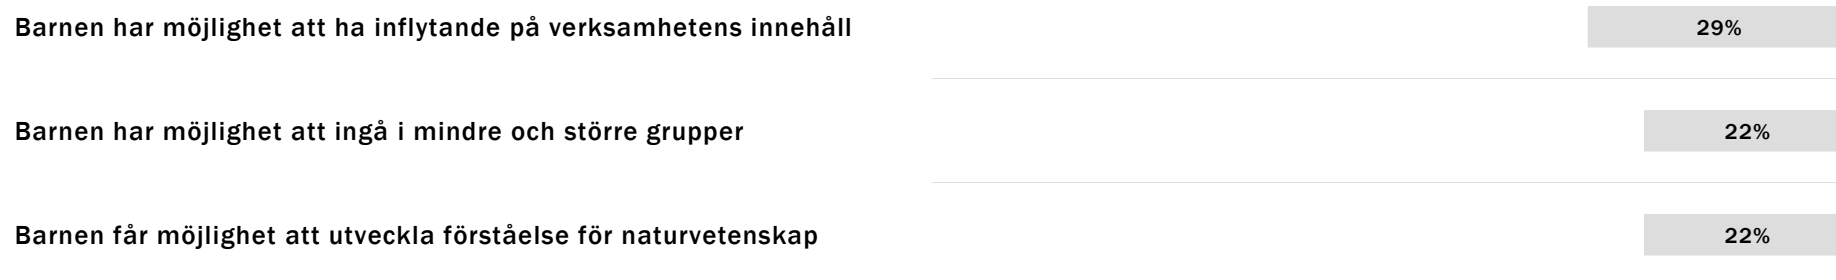 Barnen har möjlighet att ha inflytande på verksamhetens innehåll 29%
Barnen har möjlighet att ingå i mindre och större grupper 22%
Barnen får möjlighet att utveckla förståelse för naturvetenskap 22%